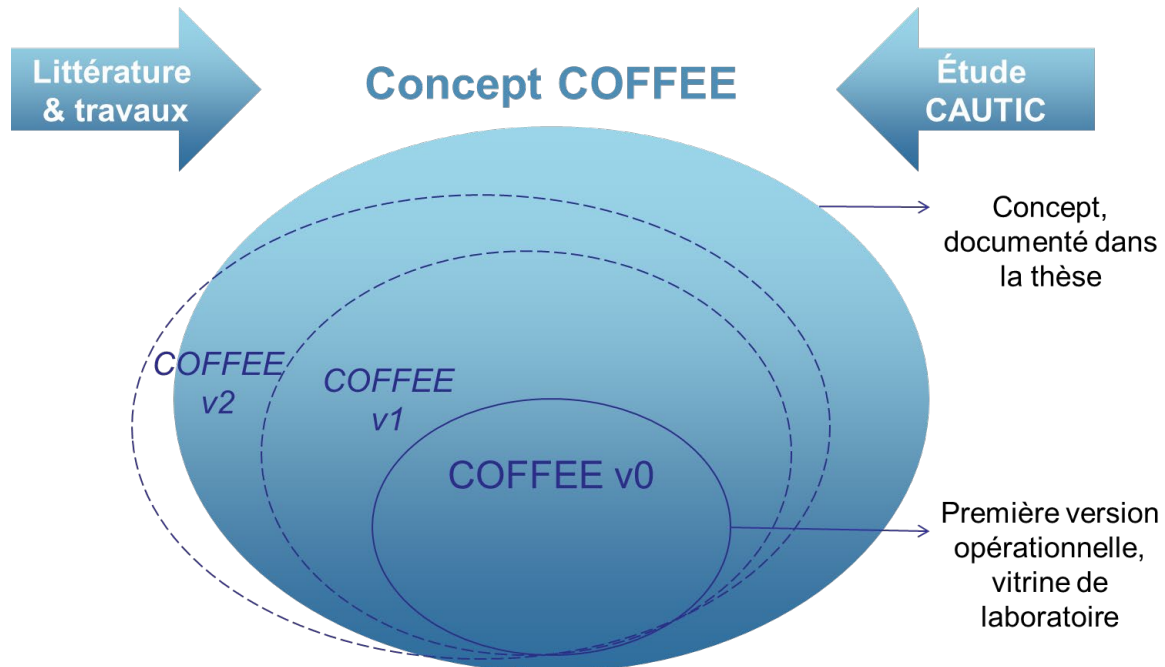 Littérature
& travaux
Concept COFFEE
Étude
CAUTIC
Concept,
documenté dans
la thèse
COFFEE
v2
COFFEE
v1
COFFEE v0
Première version
opérationnelle,
vitrine de
laboratoire